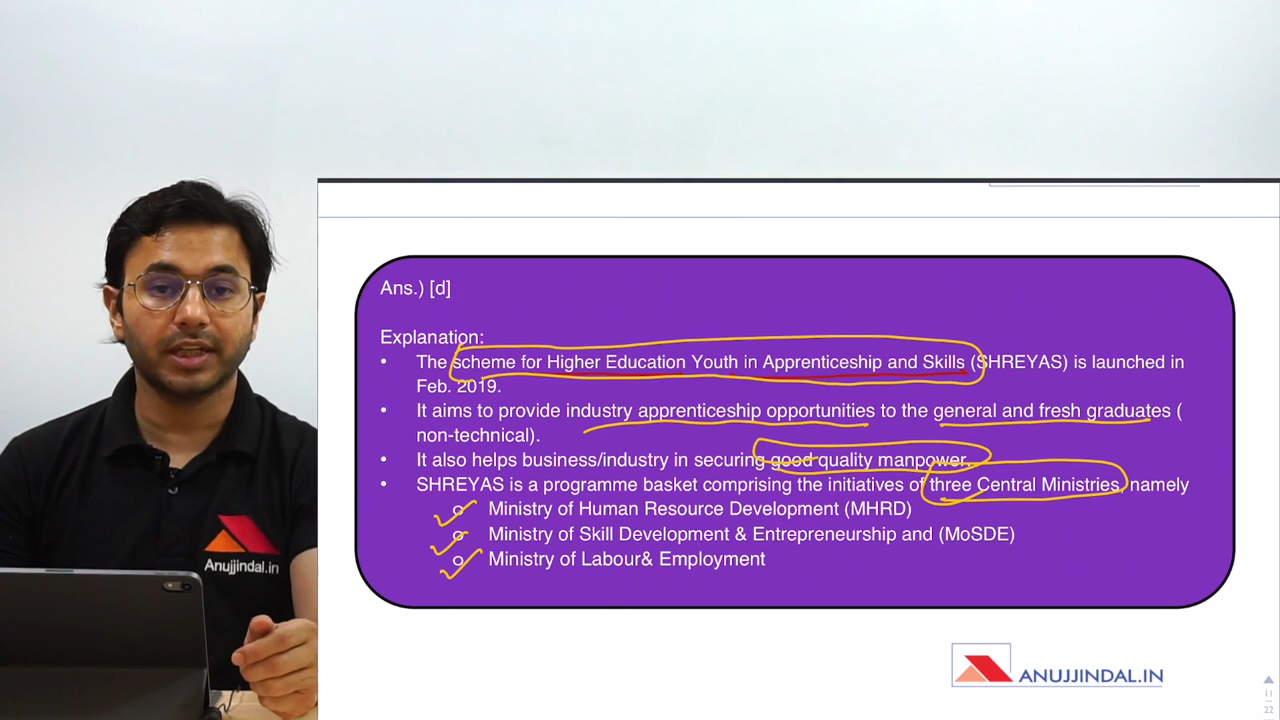 Ans.) [d]
Explanation:
• The scheme for Higher Education Youth in Apprenticeship and Skills (SHREYAS) is launched in
Feb. 2019.
• It aims to provide industry apprenticeship opportunities to the general and fresh graduates (
non-technical).
• It also helps business/industry in securing good quality manpower.
• SHREYAS is a programme basket comprising the initiatives of three Central Ministries, namely
o Ministry of Human Resource Development (MHRD)
o Ministry of Skill Development & Entrepreneurship and (MoSDE)
o Ministry of Labour& Employment
Anujjindal.in
ANUJJINDAL.IN
11
22